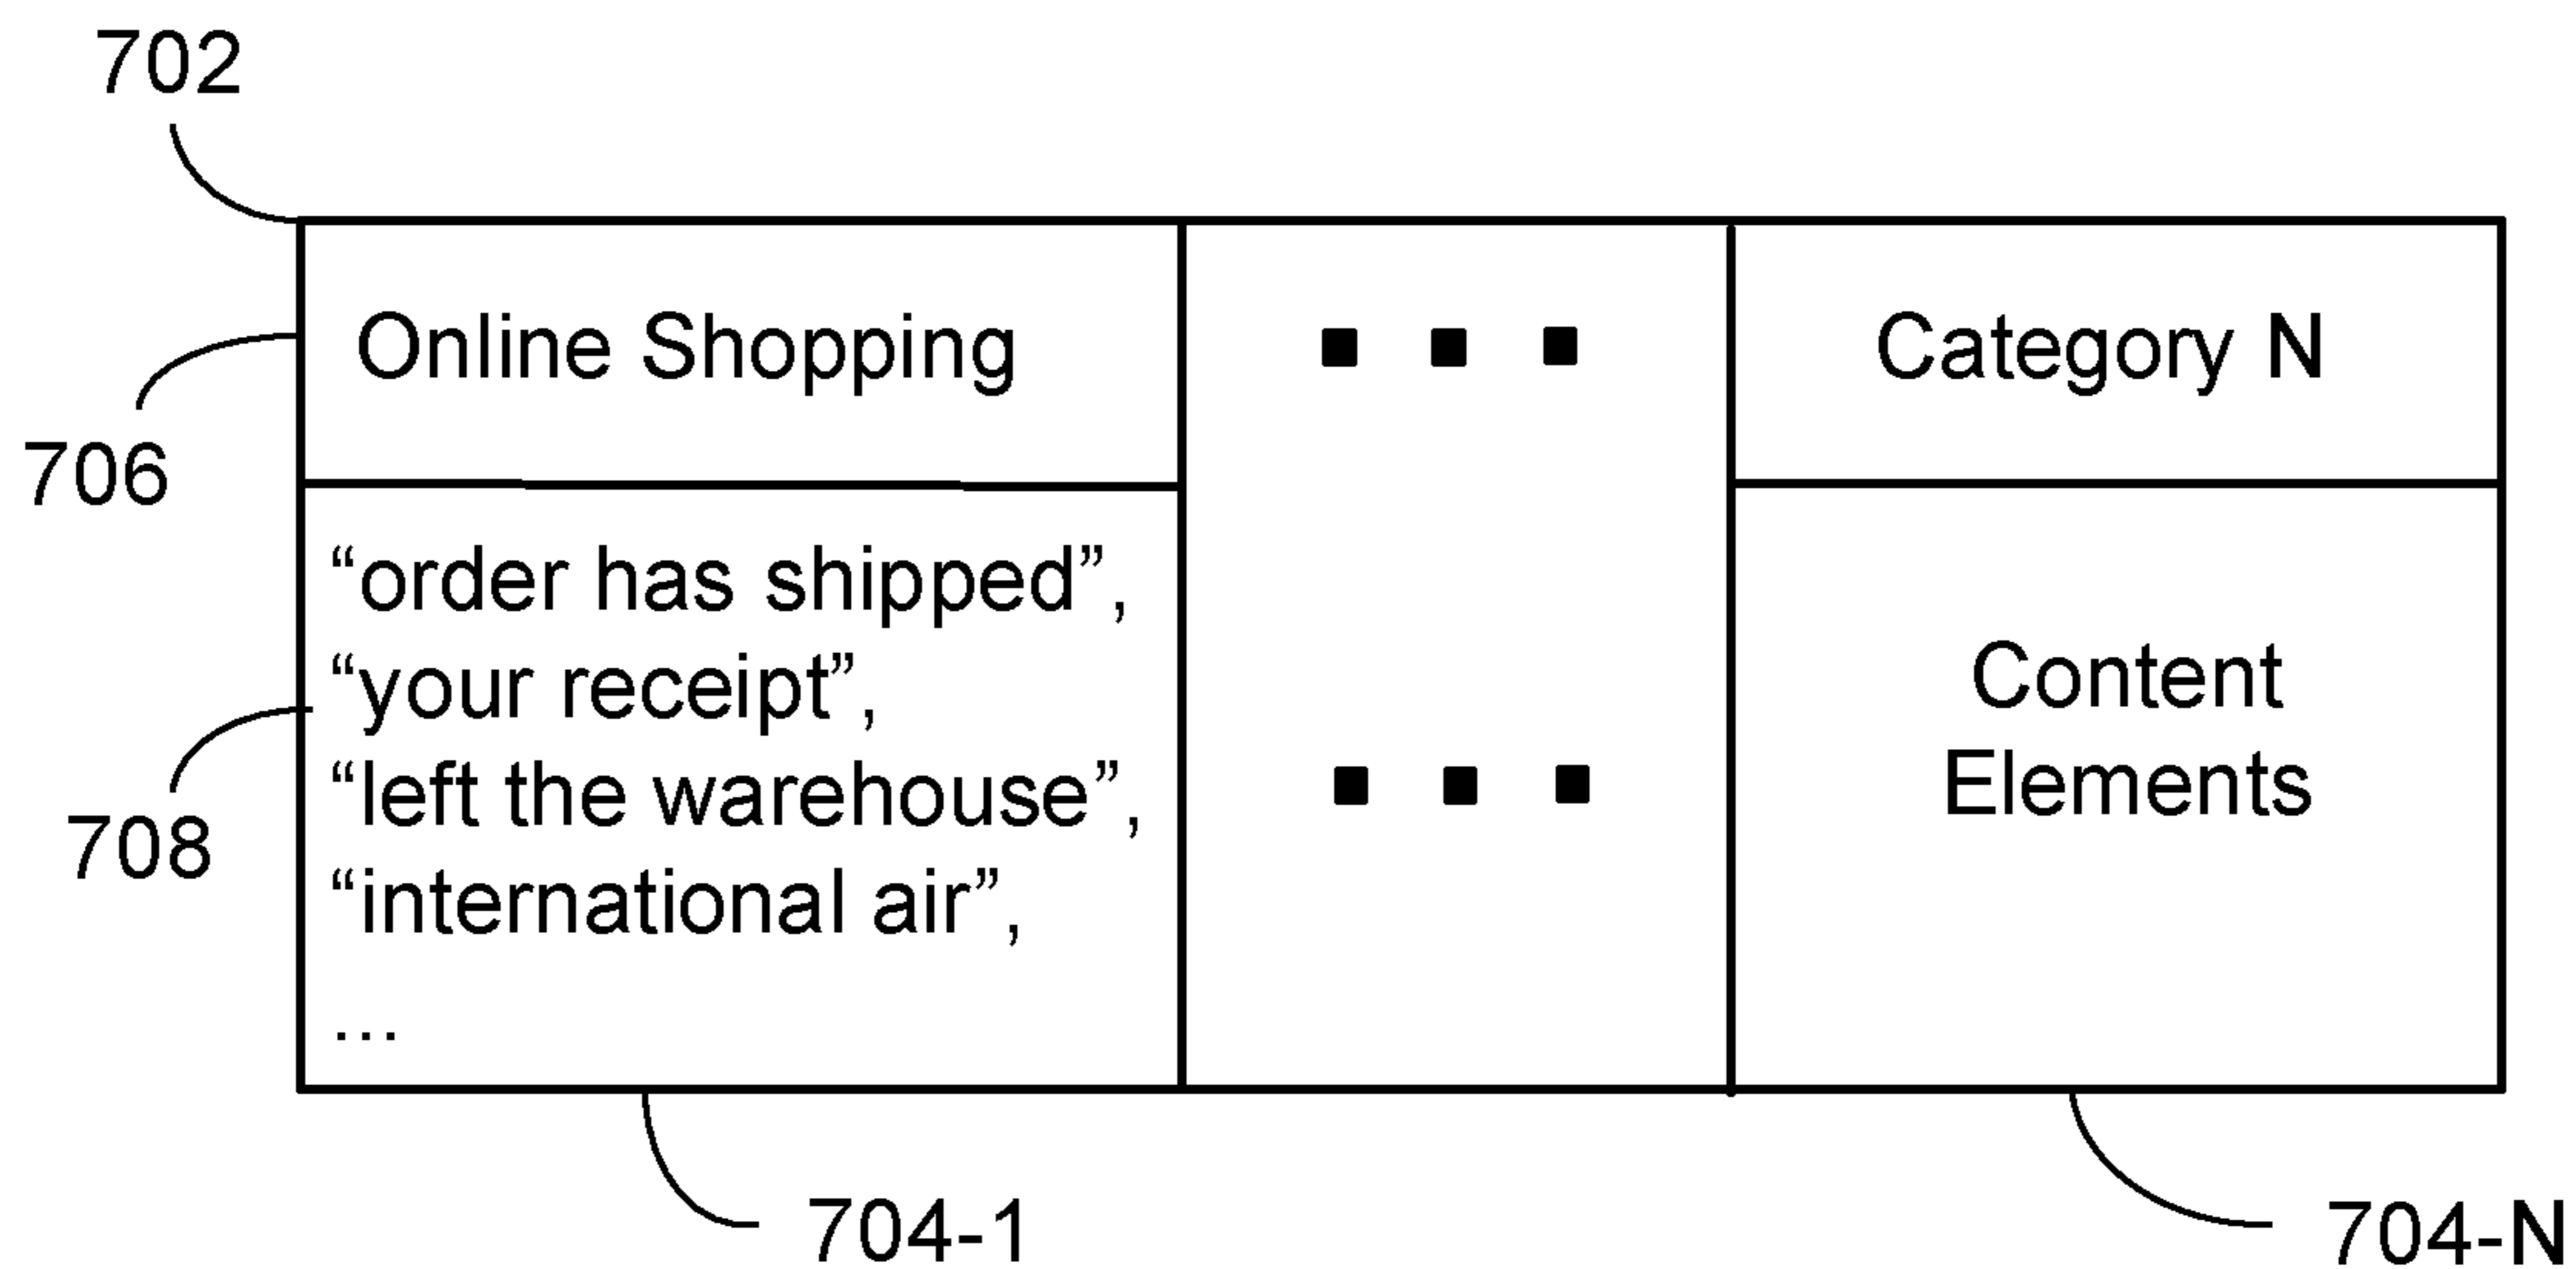 702
Online Shopping ▪ ▪ ▪ Category N
706
“order has shipped”,
“your receipt”,
“left the warehouse”,
“international air”,
...
▪ ▪ ▪
Content
Elements
708
704-1
704-N